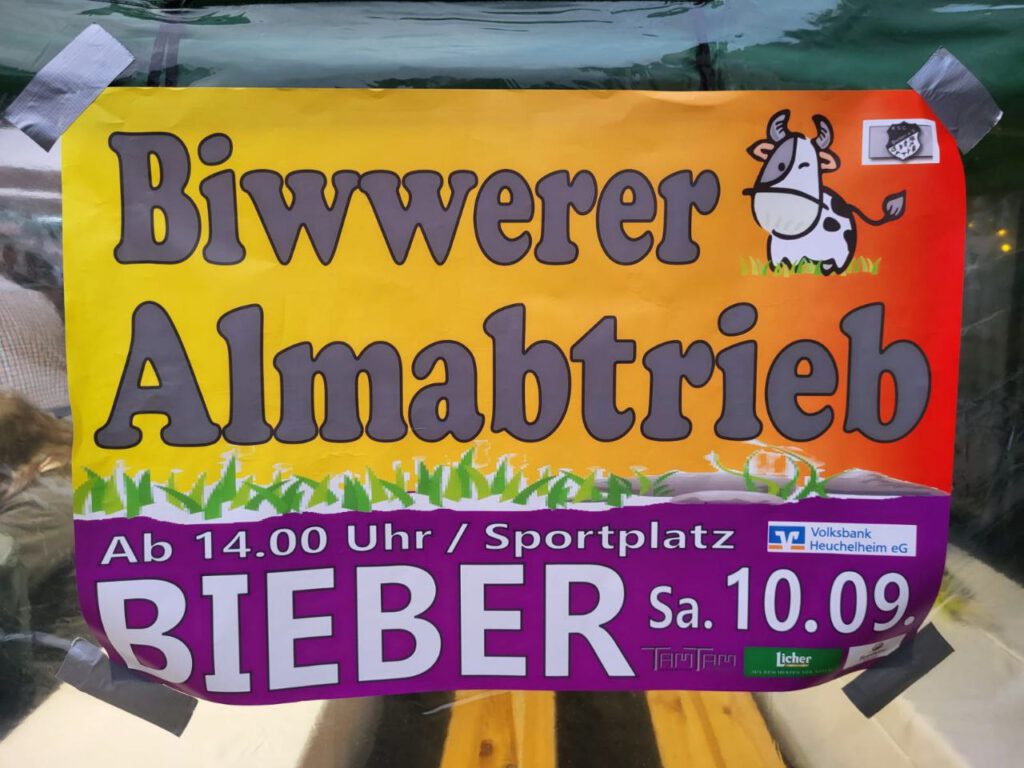 Biwwerer
Almabtrieb
Ab 14.00 Uhr / Sportplatz
Volksbank
Heuchelheim eG
BIEBER
Sa. 10.09.
TAMTAM
Licher